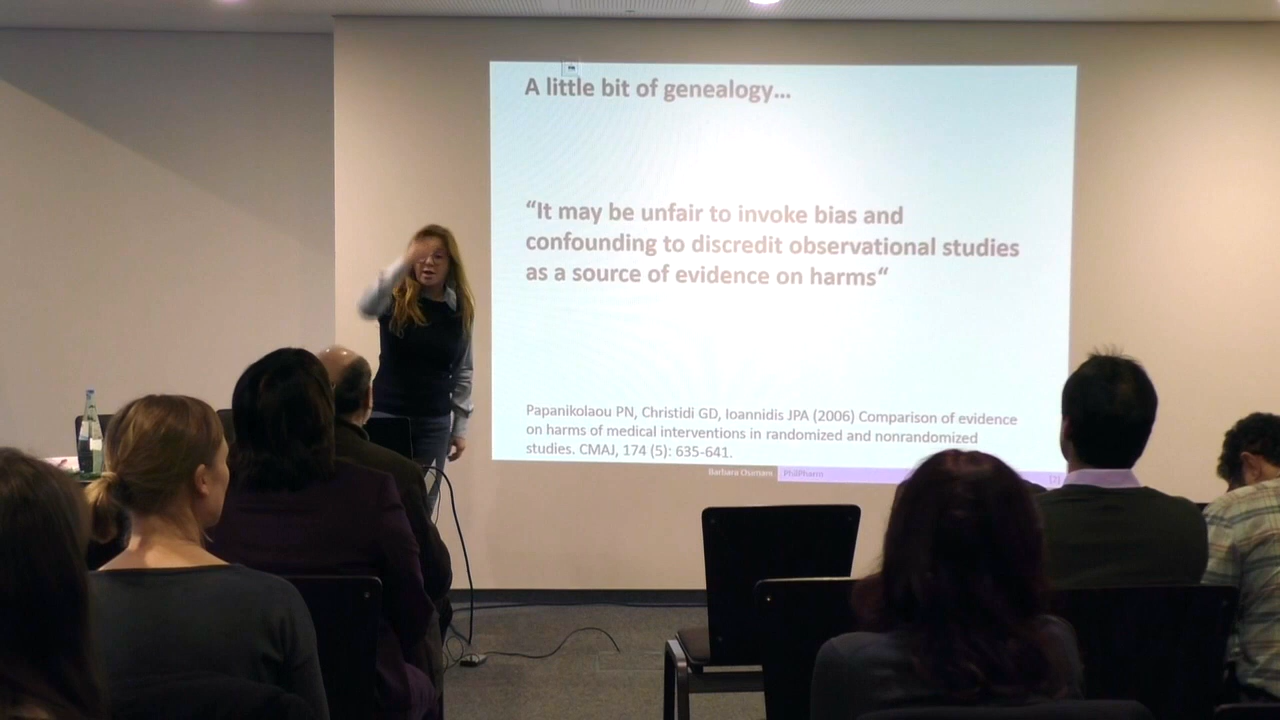 A little bit of genealogy...
“It may be unfair to invoke bias and
confounding to discredit observational studies
as a source of evidence on harms“
Papanikolaou PN, Christidi GD, Ioannidis JPA (2006) Comparison of evidence
on harms of medical interventions in randomized and nonrandomized
studies. CMAJ, 174 (5): 635-641.
Barbara Osimani PhilPharm